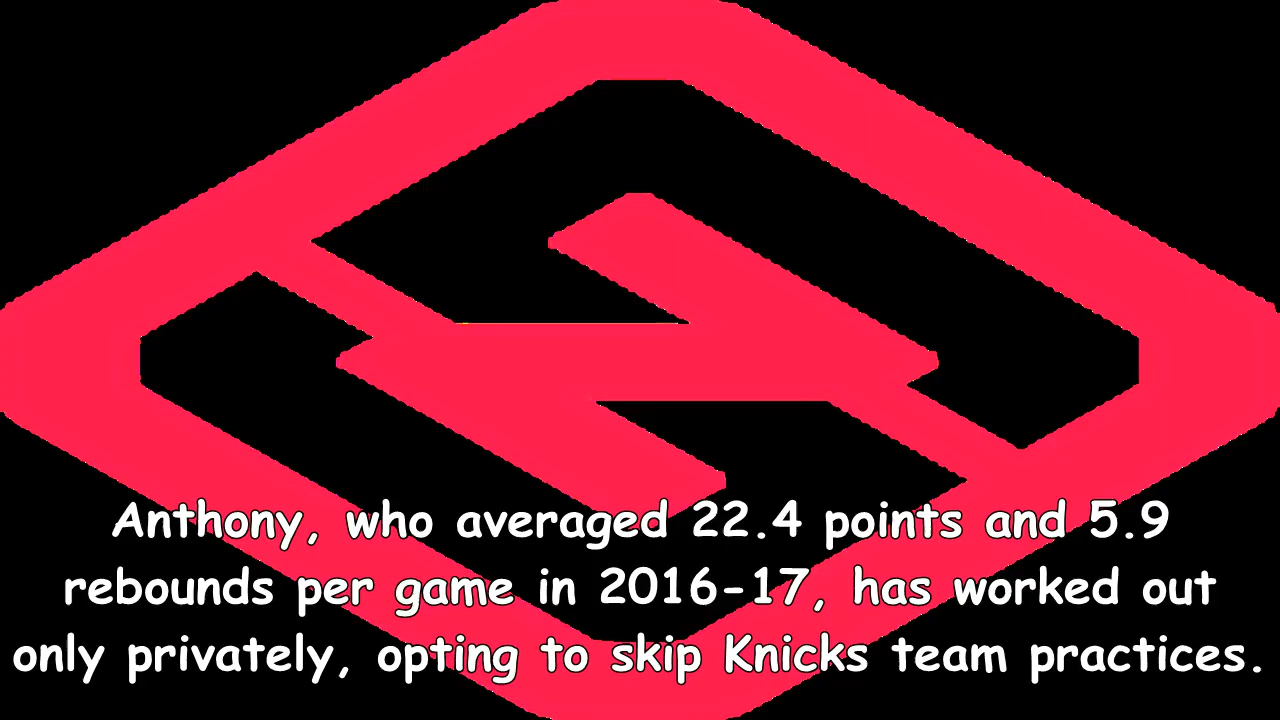 Anthony, who averaged 22.4 points and 5.9
rebounds per game in 2016-17, has worked out
only privately, opting to skip Knicks team practices.